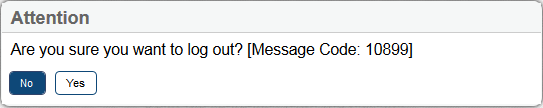 Attention
Are you sure you want to log out? [Message Code: 10899]
No Yes